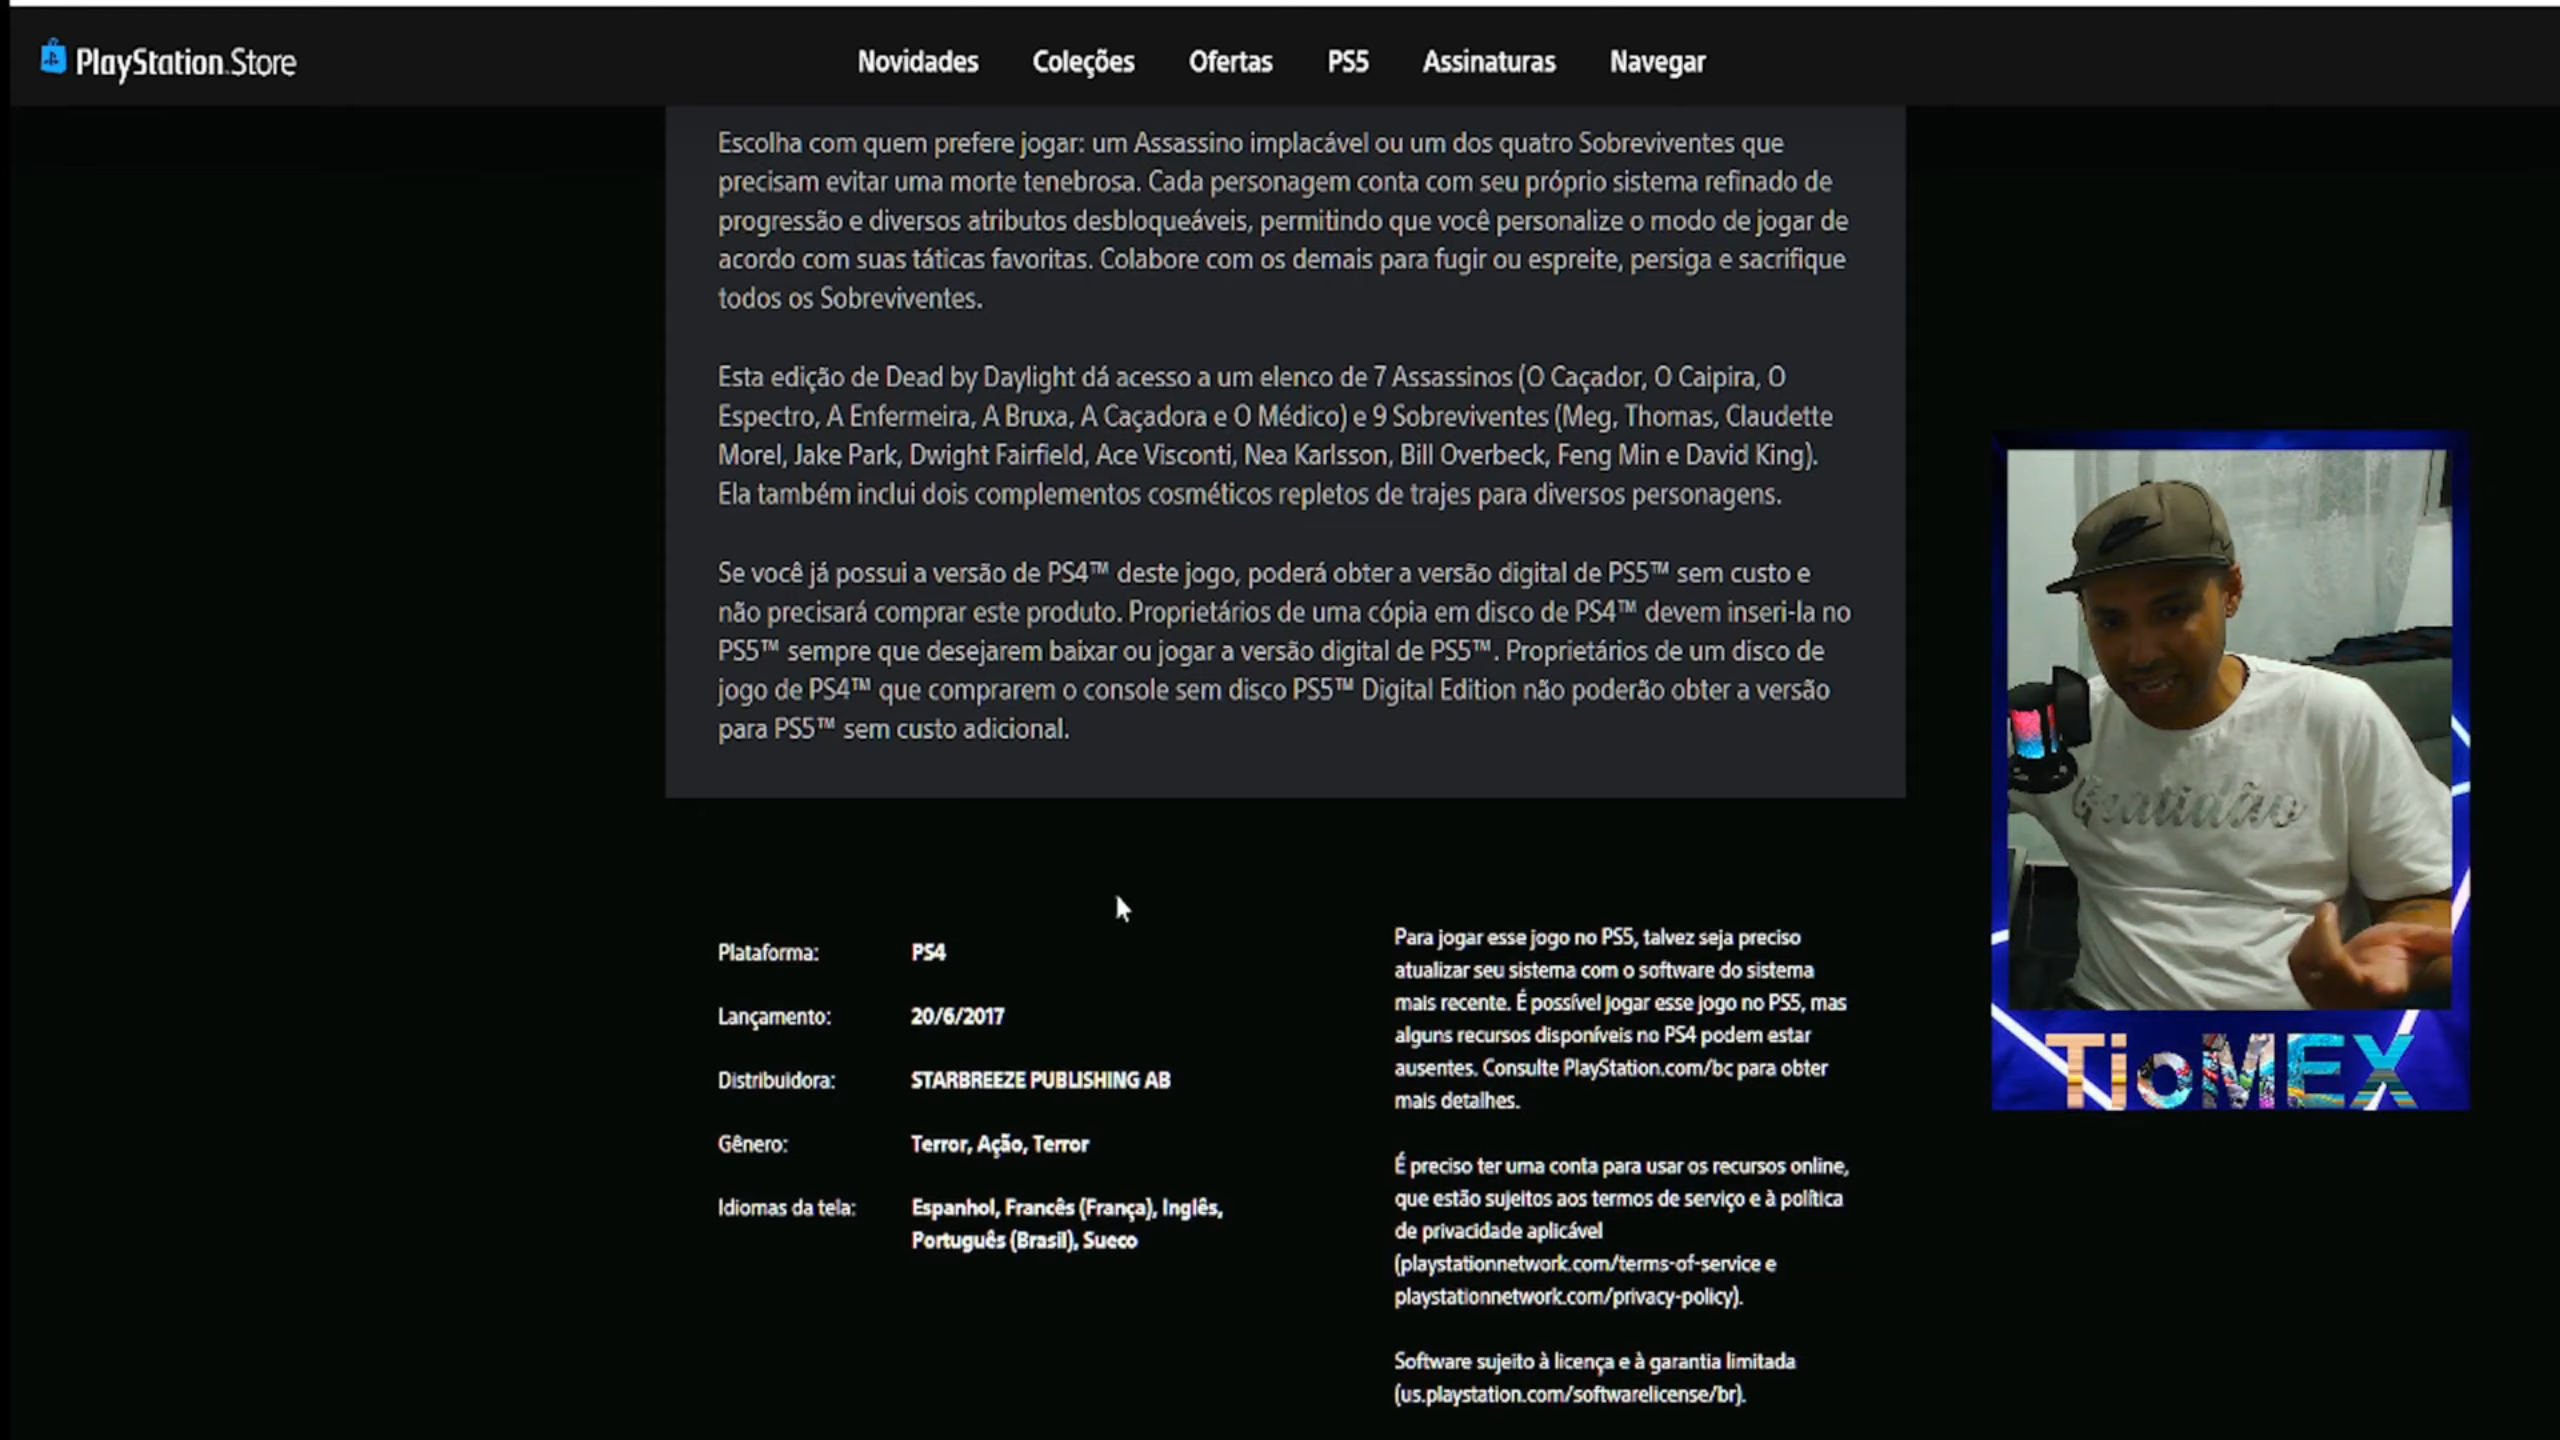 PlayStation Store
Novidades Coleções Ofertas PS5 Assinaturas Navegar
Escolha com quem prefere jogar: um Assassino implacável ou um dos quatro Sobreviventes que
precisam evitar uma morte tenebrosa. Cada personagem conta com seu próprio sistema refinado de
progressão e diversos atributos desbloqueáveis, permitindo que você personalize o modo de jogar de
acordo com suas táticas favoritas. Colabore com os demais para fugir ou espreite, persiga e sacrifique
todos os Sobreviventes.
Esta edição de Dead by Daylight dá acesso a um elenco de 7 Assassinos (O Caçador, O Caipira, O
Espectro, A Enfermeira, A Bruxa, A Caçadora e O Médico) e 9 Sobreviventes (Meg, Thomas, Claudette
Morel, Jake Park, Dwight Fairfield, Ace Visconti, Nea Karlsson, Bill Overbeck, Feng Min e David King).
Ela também inclui dois complementos cosméticos repletos de trajes para diversos personagens.
Se você já possui a versão de PS4™ deste jogo, poderá obter a versão digital de PS5™ sem custo e
não precisará comprar este produto. Proprietários de uma cópia em disco de PS4™ devem inseri-la no
PS5™ sempre que desejarem baixar ou jogar a versão digital de PS5™. Proprietários de um disco de
jogo de PS4™ que comprarem o console sem disco PS5™ Digital Edition não poderão obter a versão
para PS5™ sem custo adicional.
Plataforma: PS4
Lançamento: 20/6/2017
Distribuidora: STARBREEZE PUBLISHING AB
Gênero: Terror, Ação, Terror
Idiomas da tela: Espanhol, Francês (França), Inglês,
Português (Brasil), Sueco
Para jogar esse jogo no PS5, talvez seja preciso
atualizar seu sistema com o software do sistema
mais recente. É possível jogar esse jogo no PS5, mas
alguns recursos disponíveis no PS4 podem estar
ausentes. Consulte PlayStation.com/bc para obter
mais detalhes.
É preciso ter uma conta para usar os recursos online,
que estão sujeitos aos termos de serviço e à política
de privacidade aplicável
(playstationnetwork.com/terms-of-service e
playstationnetwork.com/privacy-policy).
Software sujeito à licença e à garantia limitada
(us.playstation.com/softwarelicense/br).
Gratidão
TioMEX